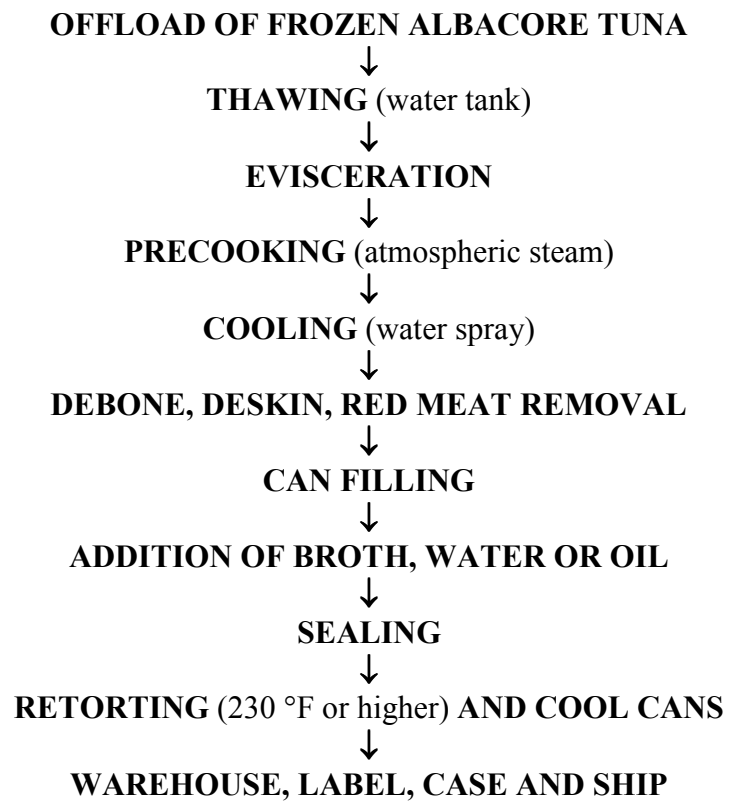 OFFLOAD OF FROZEN ALBACORE TUNA
↓
THAWING (water tank)
↓
EVISCERATION
↓
PRECOOKING (atmospheric steam)
↓
COOLING (water spray)
↓
DEBONE, DESKIN, RED MEAT REMOVAL
↓
CAN FILLING
↓
ADDITION OF BROTH, WATER OR OIL
↓
SEALING
↓
RETORTING (230 °F or higher) AND COOL CANS
↓
WAREHOUSE, LABEL, CASE AND SHIP